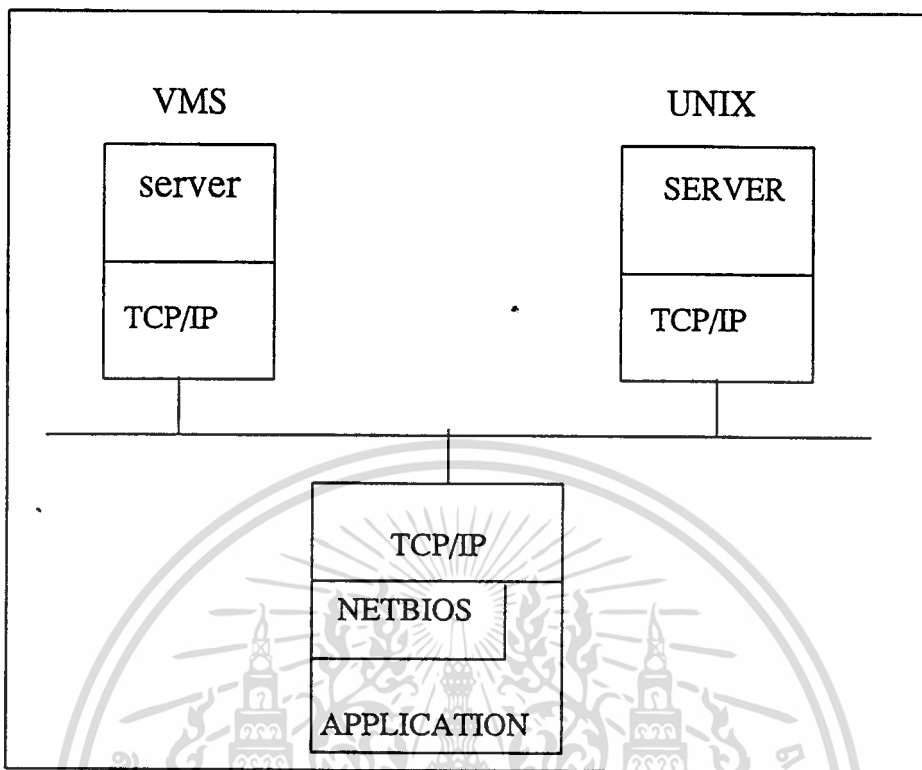 VMS
UNIX
server
SERVER
TCP/IP
TCP/IP
TCP/IP
NETBIOS
APPLICATION